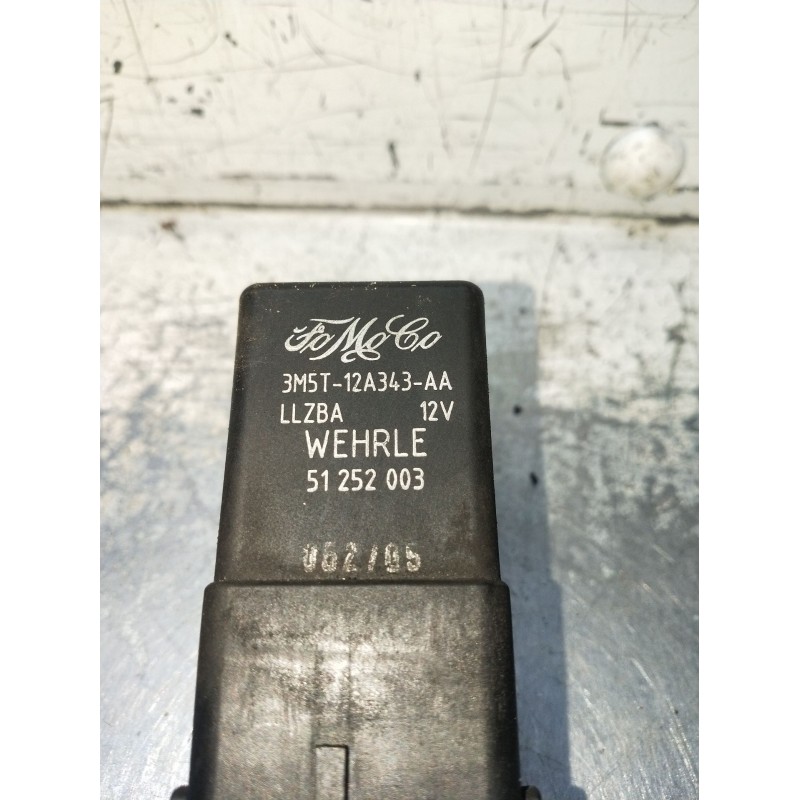 FoMoCo
3M5T-12A343-AA
LLZBA 12V
WEHRLE
51 252 003
062/05